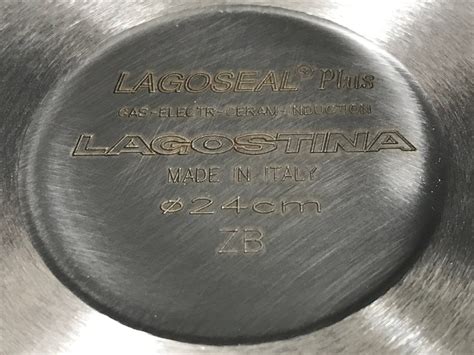 LAGOSEAL® Plus
GAS-ELECTR-CERAM-INDUCTION
LAGOSTINA
MADE IN ITALY
Ø24cm
ZB